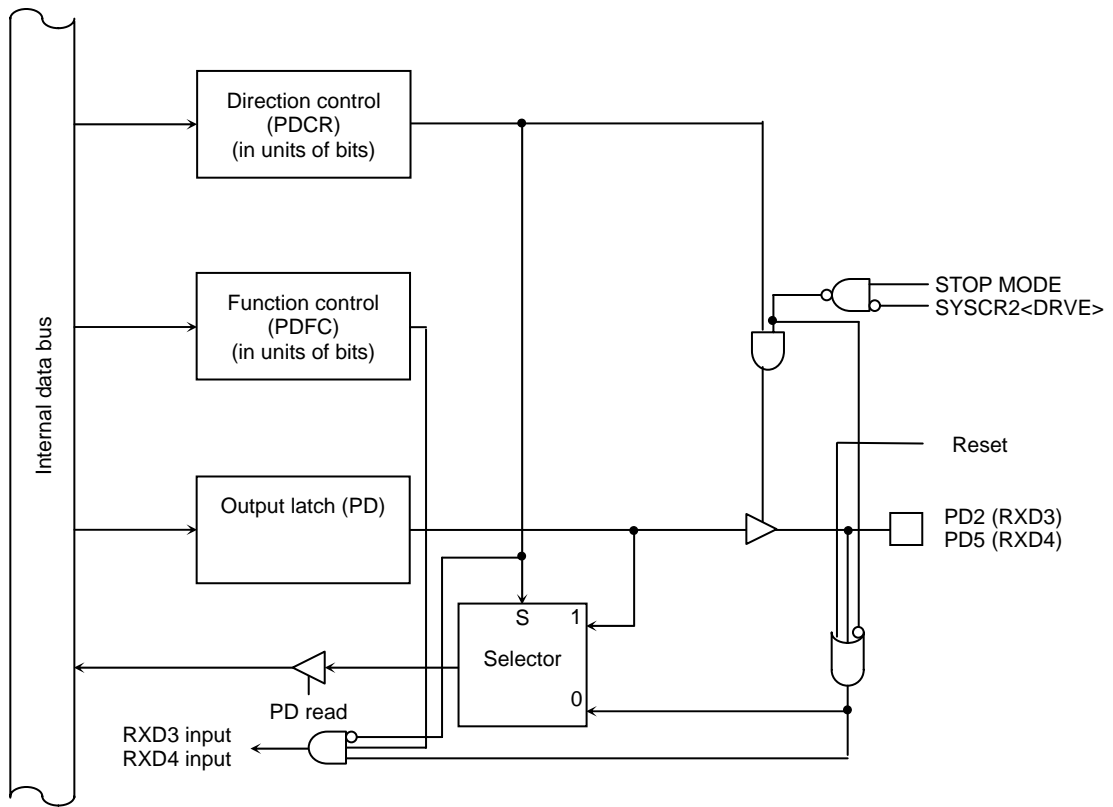 Internal data bus
Direction control
(PDCR)
(in units of bits)
Function control
(PDFC)
(in units of bits)
STOP MODE
SYSCR2<DRVE>
Reset
Output latch (PD)
PD2 (RXD3)
PD5 (RXD4)
S
1
Selector
0
PD read
RXD3 input
RXD4 input